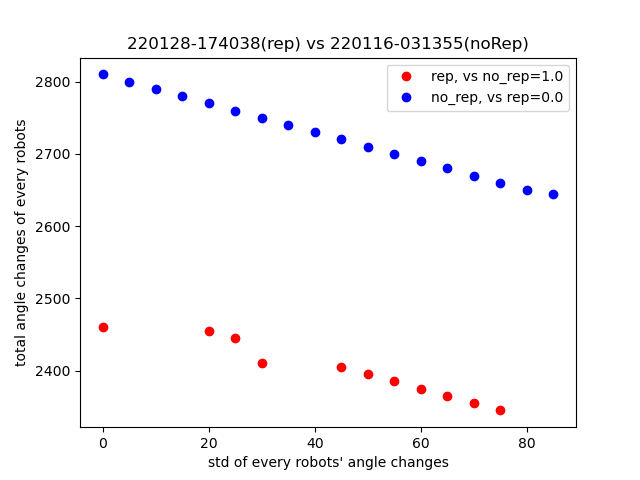 220128-174038(rep) vs 220116-031355(noRep)
rep, vs no_rep=1.0
no_rep, vs rep=0.0
total angle changes of every robots
2800
2700
2600
2500
2400
0 20 40 60 80
std of every robots' angle changes